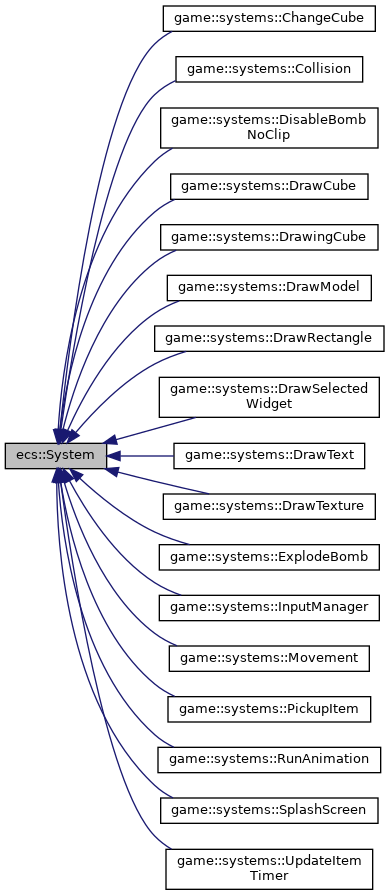 game::systems::ChangeCube
game::systems::Collision
game::systems::DisableBomb
NoClip
game::systems::DrawCube
game::systems::DrawingCube
game::systems::DrawModel
game::systems::DrawRectangle
game::systems::DrawSelected
Widget
ecs::System
game::systems::DrawText
game::systems::DrawTexture
game::systems::ExplodeBomb
game::systems::InputManager
game::systems::Movement
game::systems::PickupItem
game::systems::RunAnimation
game::systems::SplashScreen
game::systems::UpdateItem
Timer